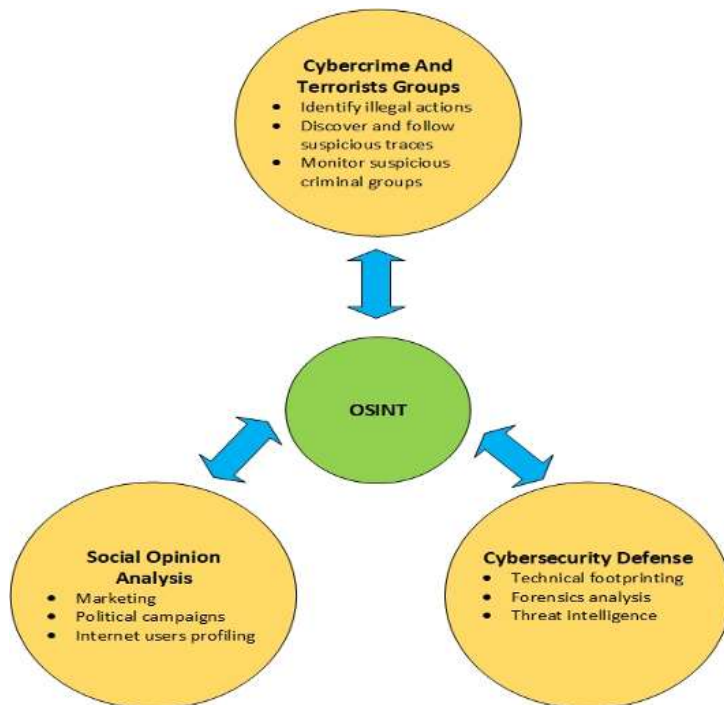 Cybercrime And
Terrorists Groups
• Identify illegal actions
• Discover and follow
suspicious traces
• Monitor suspicious
criminal groups
OSINT
Social Opinion
Analysis
• Marketing
• Political campaigns
• Internet users profiling
Cybersecurity Defense
• Technical footprinting
• Forensics analysis
• Threat intelligence